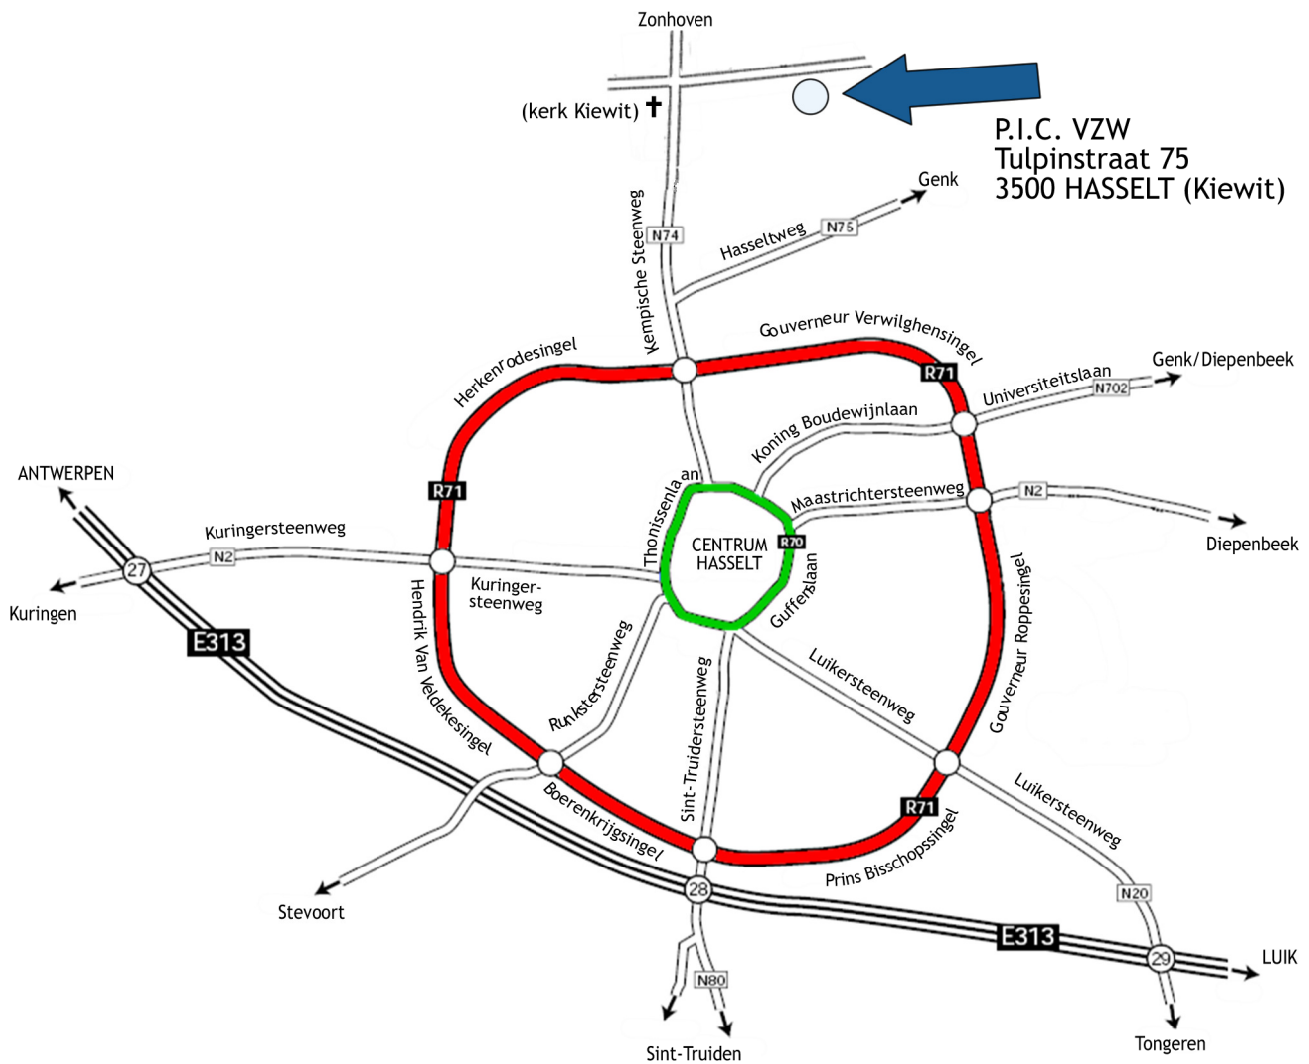 Zonhoven
(kerk Kiewit)
P.I.C. VZW
Tulpinstraat 75
3500 HASSELT (Kiewit)
Genk
N75
Hasseltweg
N74
Kempische Steenweg
Gouverneur Verwilghensingel
Herkenrodesingel
R71
Universiteitslaan
N702
Genk/Diepenbeek
Koning Boudewijnlaan
ANTWERPEN
R71
Thonissenlaan
Maastrichtersteenweg
N2
Diepenbeek
Kuringersteenweg
N2
27
Kuringen
CENTRUM
HASSELT
R70
Guffenslaan
Kuringer-
steenweg
Hendrik Van Veldekesingel
E313
Runkstersteenweg
Sint-Truidersteenweg
Luikersteenweg
Gouverneur Roppesingel
Boerenkrijgsingel
R71
Prins Bisschopssingel
Luikersteenweg
N20
Stevoort
28
E313
29
LUIK
N80
Sint-Truiden
Tongeren